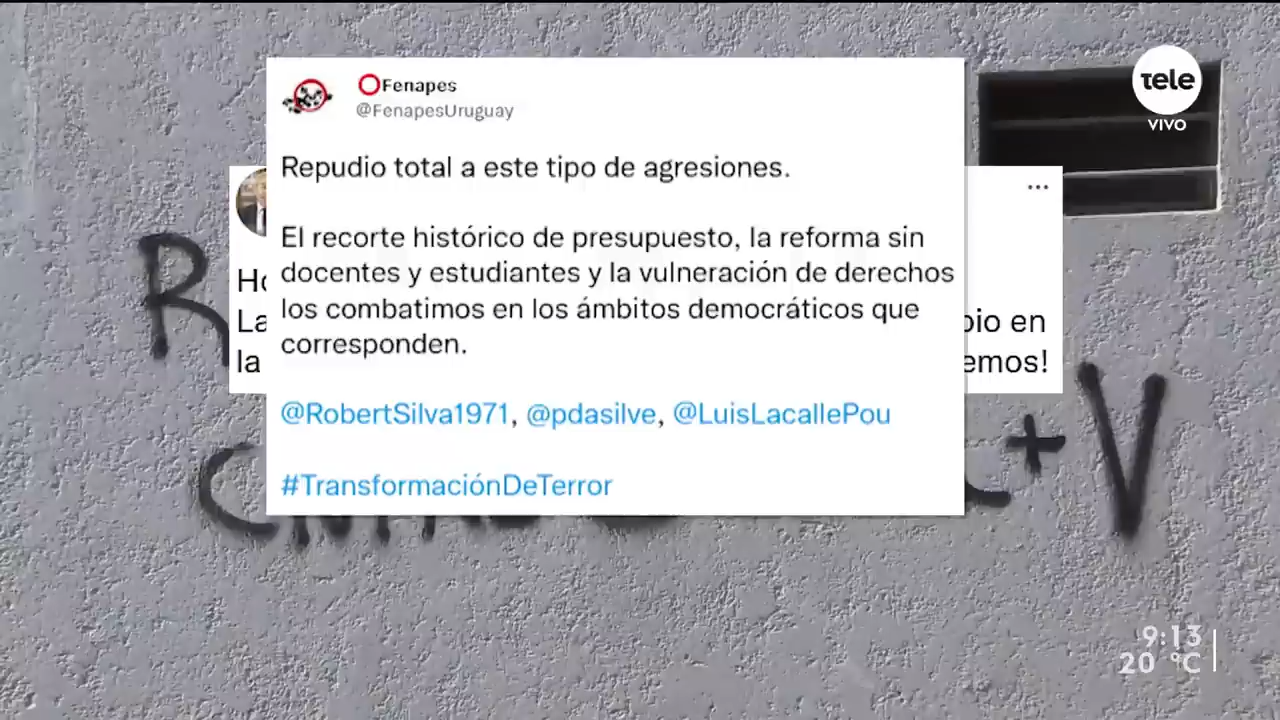 Fenapes
@FenapesUruguay
Repudio total a este tipo de agresiones.
El recorte histórico de presupuesto, la reforma sin
docentes y estudiantes y la vulneración de derechos
los combatimos en los ámbitos democráticos que
corresponden.
@RobertSilva1971, @pdasilve, @LuisLacallePou
#TransformaciónDeTerror
en
la
tele
VIVO
+V
9:13
20 °C